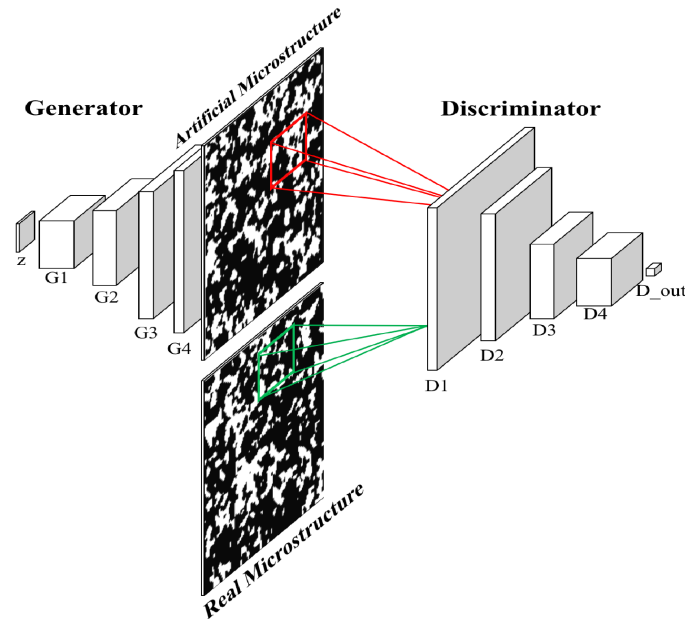 Artificial Microstructure
Generator
Discriminator
z
G1
G2
G3
G4
D_out
D4
D3
D2
D1
Real Microstructure